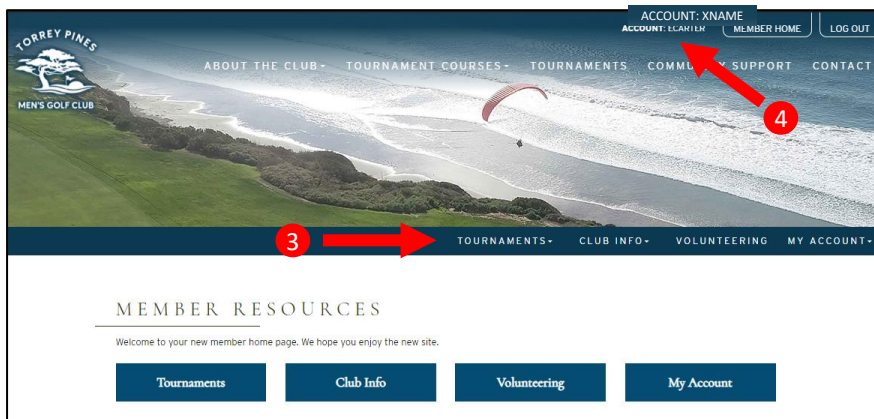 ACCOUNT: XNAME
ACCOUNT: ECARTER MEMBER HOME LOG OUT
TORREY PINES
MEN'S GOLF CLUB
ABOUT THE CLUB TOURNAMENT COURSES TOURNAMENTS COMMUNITY SUPPORT CONTACT
4
3
TOURNAMENTS CLUB INFO VOLUNTEERING MY ACCOUNT
MEMBER RESOURCES
Welcome to your new member home page. We hope you enjoy the new site.
Tournaments Club Info Volunteering My Account